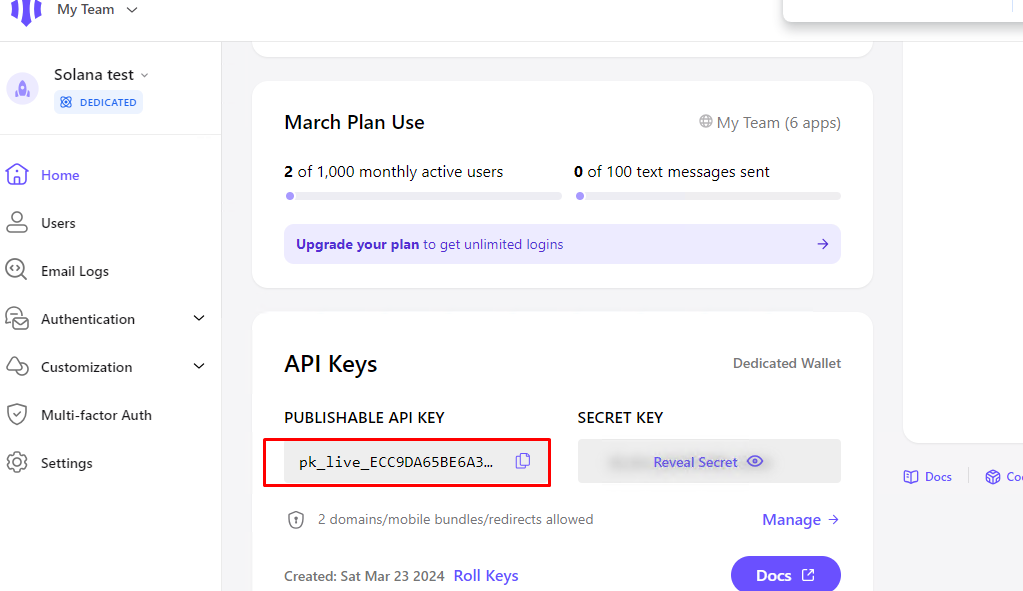 My Team
Solana test
DEDICATED
Home
Users
Email Logs
Authentication
Customization
Multi-factor Auth
Settings
March Plan Use
My Team (6 apps)
2 of 1,000 monthly active users
0 of 100 text messages sent
Upgrade your plan to get unlimited logins
API Keys
Dedicated Wallet
PUBLISHABLE API KEY
SECRET KEY
pk_live_ECC9DA65BE6A3…
Reveal Secret
2 domains/mobile bundles/redirects allowed
Manage
Created: Sat Mar 23 2024 Roll Keys
Docs
Docs